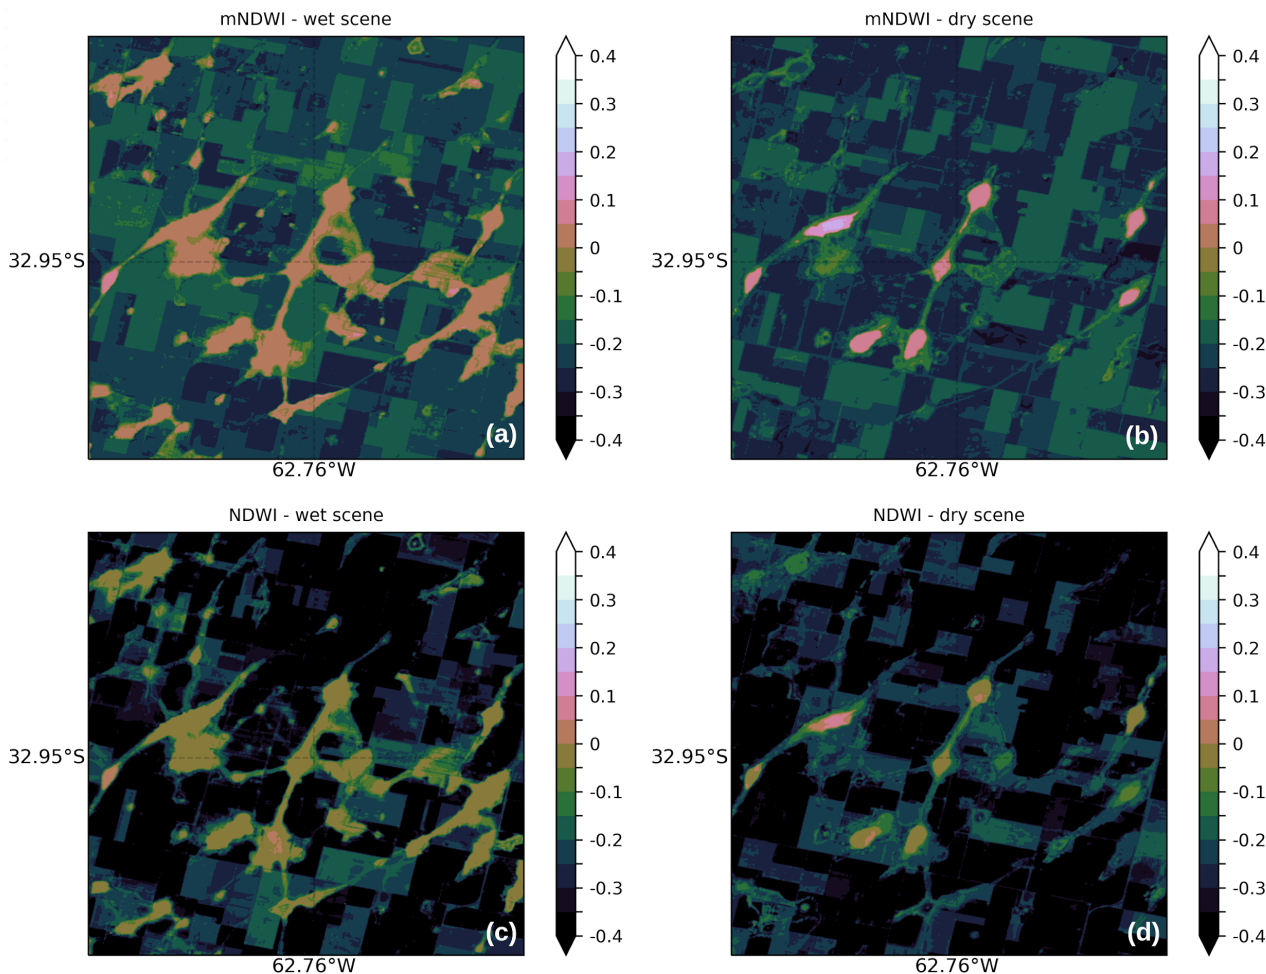 mNDWI - wet scene
mNDWI - dry scene
0.4
0.3
0.2
0.1
0
-0.1
-0.2
-0.3
-0.4
0.4
0.3
0.2
0.1
0
-0.1
-0.2
-0.3
-0.4
32.95°S
32.95°S
(a)
(b)
62.76°W
62.76°W
NDWI - wet scene
NDWI - dry scene
0.4
0.3
0.2
0.1
0
-0.1
-0.2
-0.3
-0.4
0.4
0.3
0.2
0.1
0
-0.1
-0.2
-0.3
-0.4
32.95°S
32.95°S
(c)
(d)
62.76°W
62.76°W